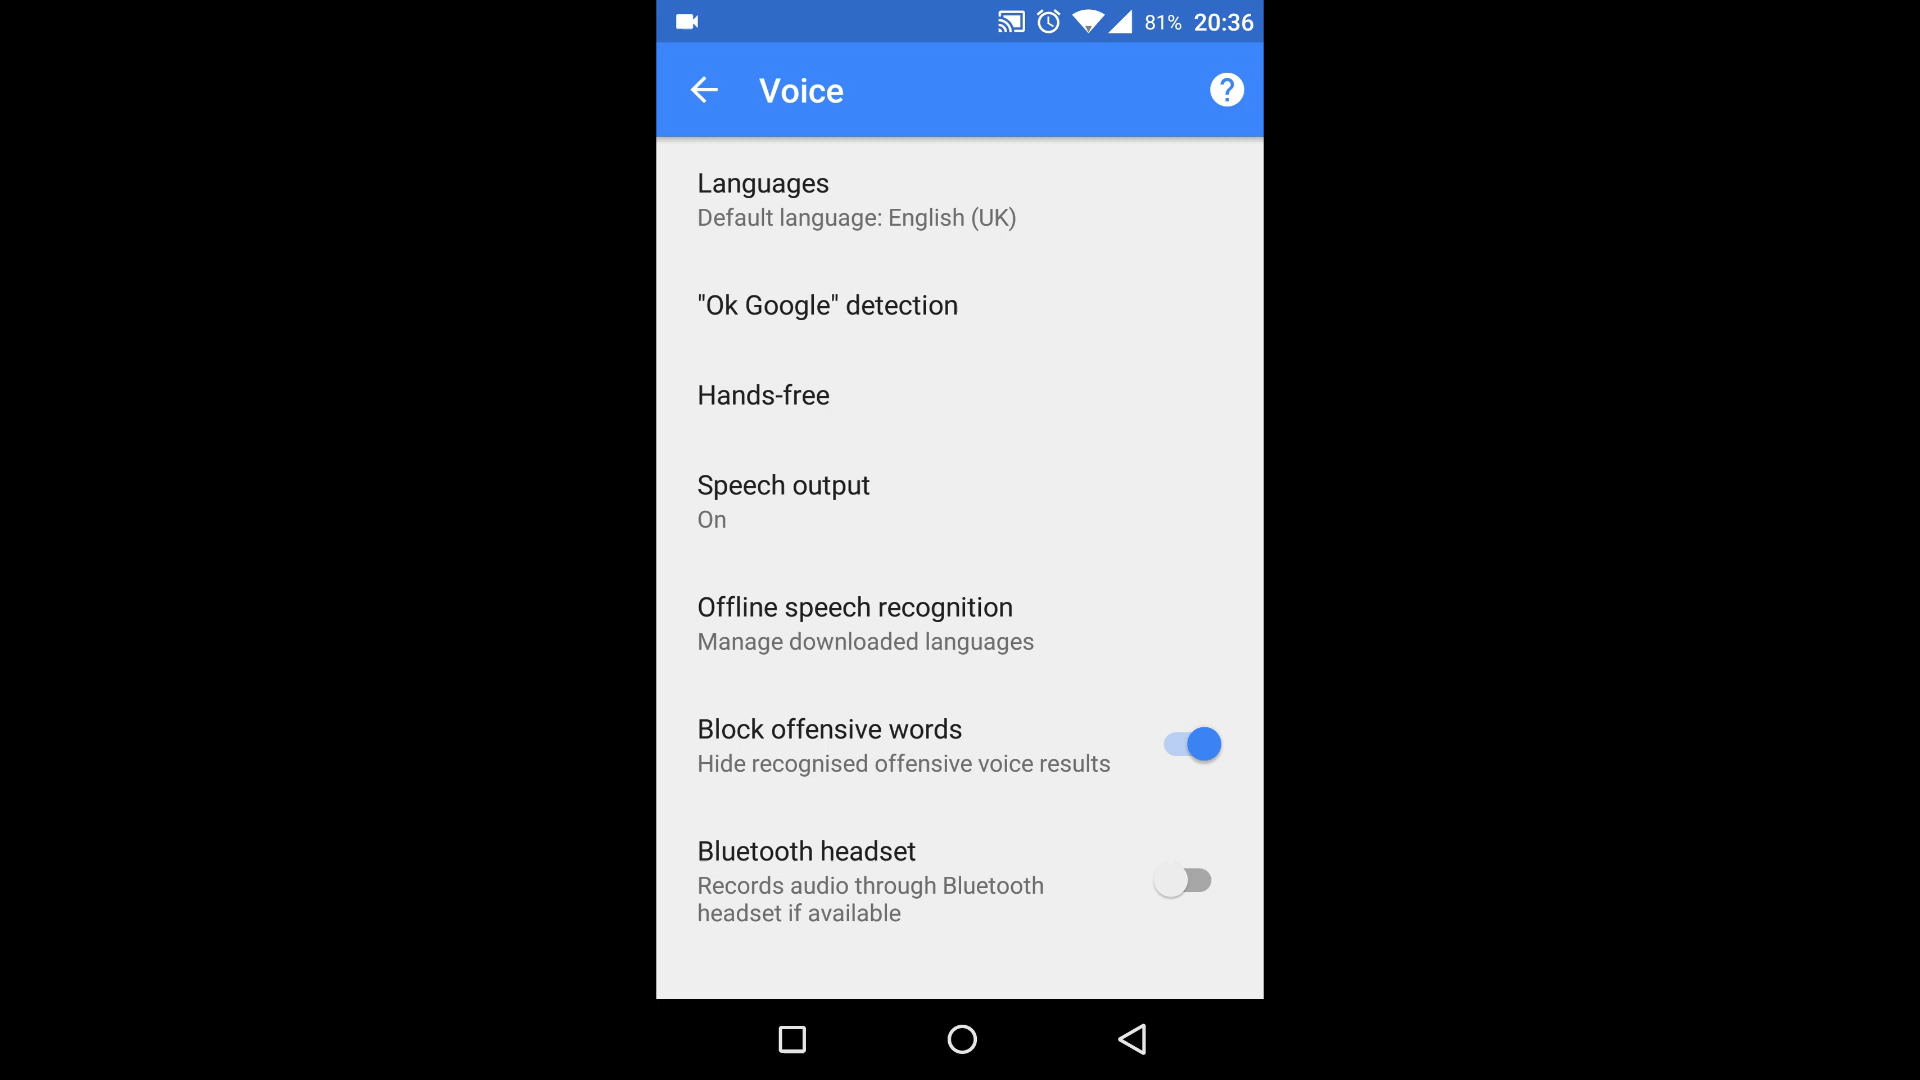 81% 20:36
Voice
Languages
Default language: English (UK)
"Ok Google" detection
Hands-free
Speech output
On
Offline speech recognition
Manage downloaded languages
Block offensive words
Hide recognised offensive voice results
Bluetooth headset
Records audio through Bluetooth
headset if available